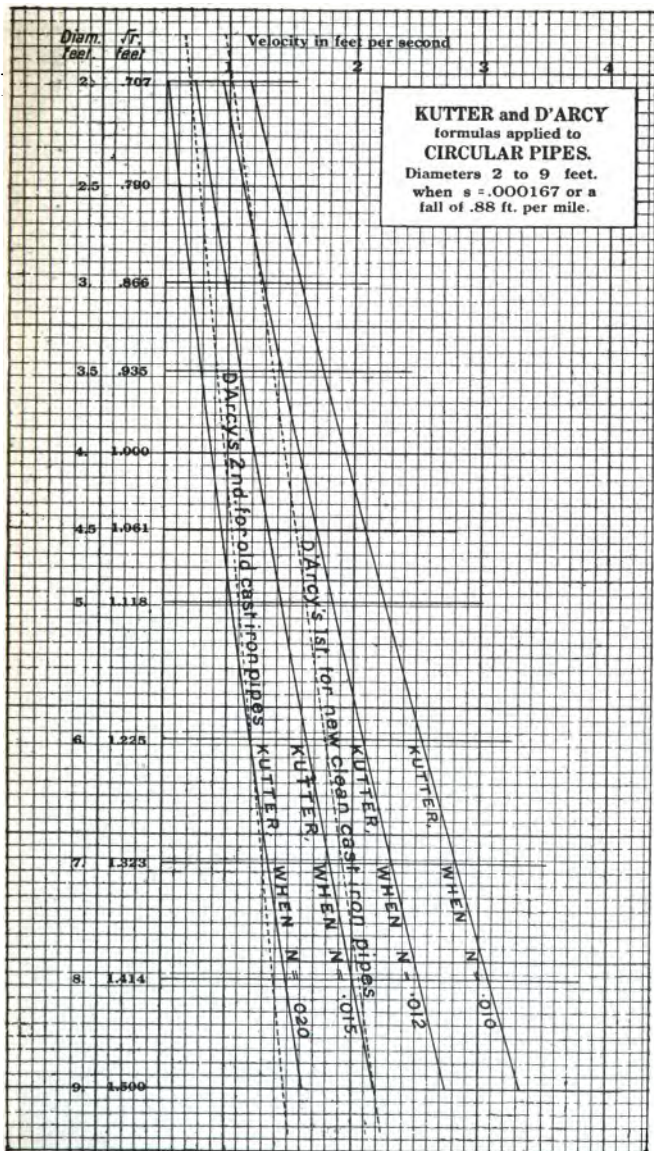 Diam. √r. Velocity in feet per second
feet. feet
1 2 3 4
2. .707
KUTTER and D'ARCY
formulas applied to
CIRCULAR PIPES.
Diameters 2 to 9 feet.
when s = .000167 or a
fall of .88 ft. per mile.
2.5 .790
3. .866
3.5 .935
4. 1.000
4.5 1.061
5. 1.118
6. 1.225
7. 1.323
8. 1.414
9. 1.500
D'Arcy's 2nd. for old cast iron pipes
D'Arcy's 1st. for new clean cast iron pipes
KUTTER, WHEN N = .020
KUTTER, WHEN N = .015.
KUTTER, WHEN N = .012
KUTTER, WHEN N = .010